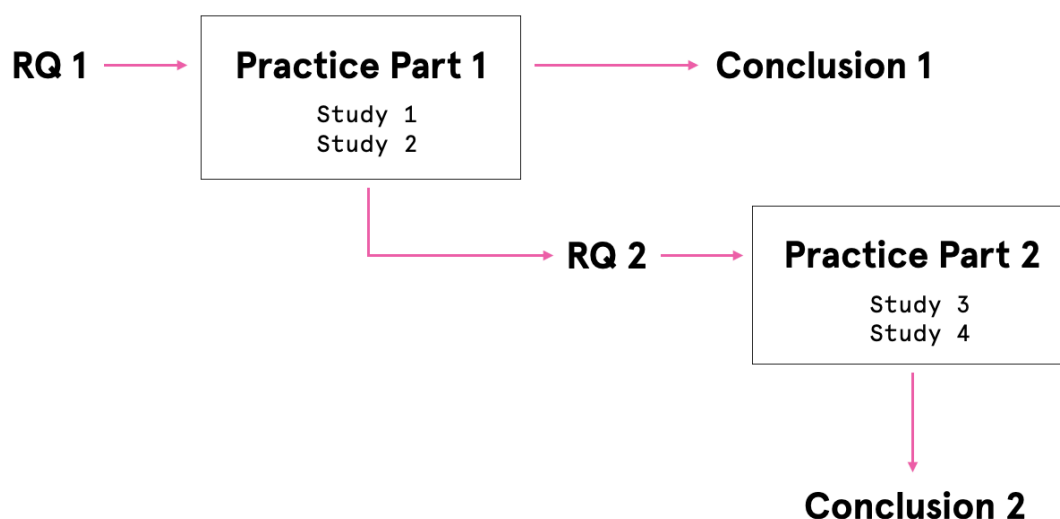 RQ 1
Practice Part 1
Conclusion 1
Study 1
Study 2
RQ 2
Practice Part 2
Study 3
Study 4
Conclusion 2